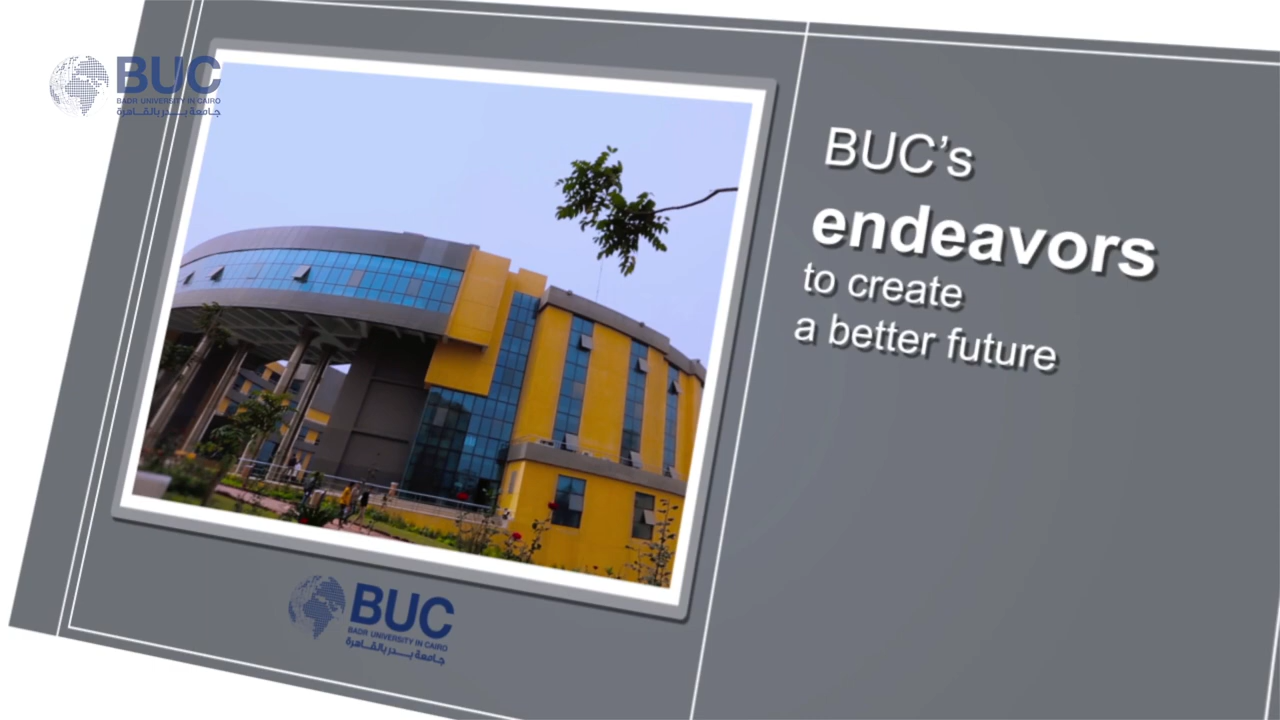 BUC
BADR UNIVERSITY IN CAIRO
جامعة بدر بالقاهرة
BUC's
endeavors
to create
a better future
BUC
BADR UNIVERSITY IN CAIRO
جامعة بدر بالقاهرة